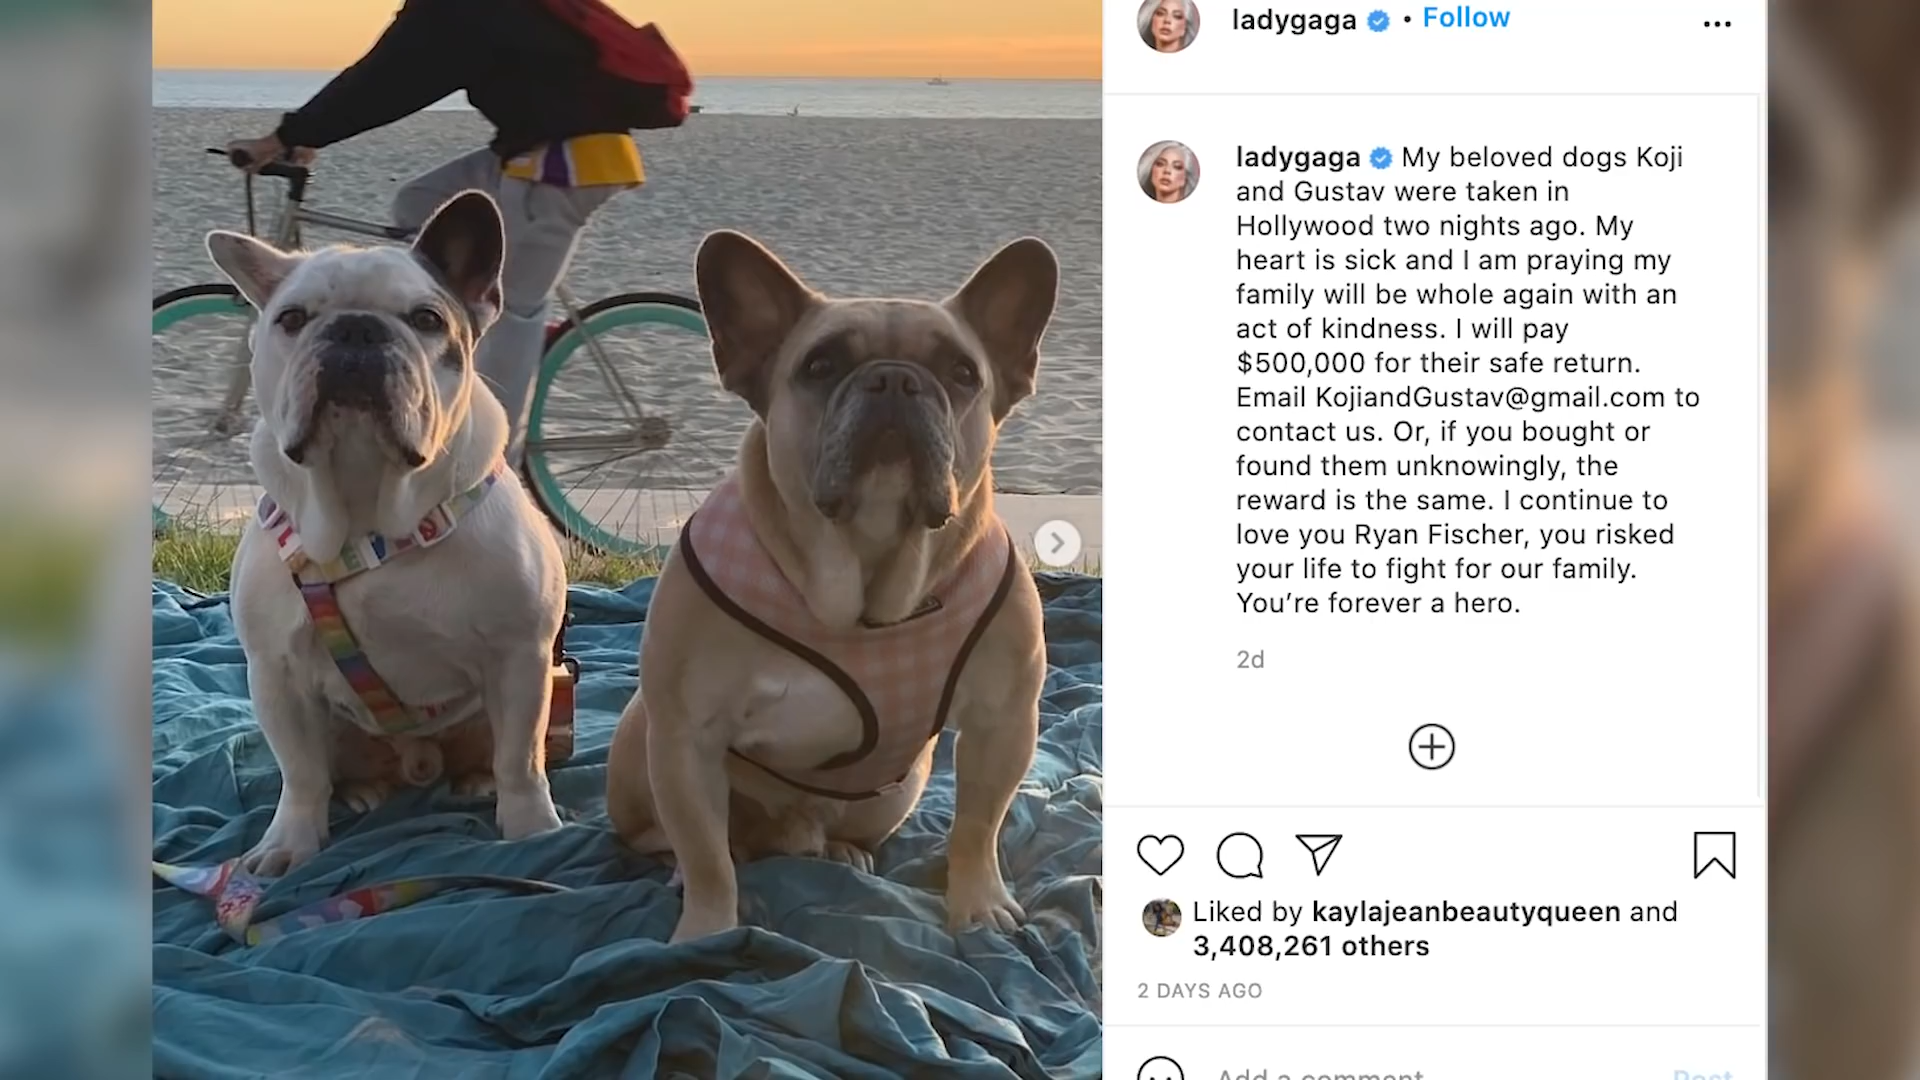 ladygaga • Follow
ladygaga My beloved dogs Koji
and Gustav were taken in
Hollywood two nights ago. My
heart is sick and I am praying my
family will be whole again with an
act of kindness. I will pay
$500,000 for their safe return.
Email KojiandGustav@gmail.com to
contact us. Or, if you bought or
found them unknowingly, the
reward is the same. I continue to
love you Ryan Fischer, you risked
your life to fight for our family.
You’re forever a hero.
2d
Liked by kaylajeanbeautyqueen and
3,408,261 others
2 DAYS AGO
Add a comment... Post